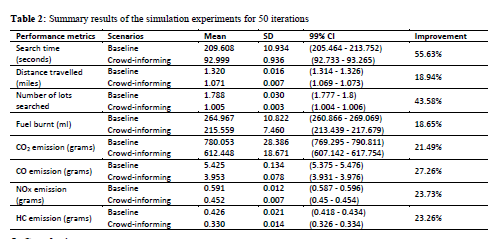 Table 2: Summary results of the simulation experiments for 50 iterations
Performance metrics Scenarios Mean SD 99% CI Improvement
Search time (seconds) Baseline 209.608 10.934 (205.464 - 213.752) 55.63%
Crowd-informing 92.999 0.936 (92.733 - 93.265)
Distance travelled (miles) Baseline 1.320 0.016 (1.314 - 1.326) 18.94%
Crowd-informing 1.071 0.007 (1.069 - 1.073)
Number of lots searched Baseline 1.788 0.030 (1.777 - 1.8) 43.58%
Crowd-informing 1.005 0.003 (1.004 - 1.006)
Fuel burnt (ml) Baseline 264.967 10.822 (260.866 - 269.069) 18.65%
Crowd-informing 215.559 7.460 (213.439 - 217.679)
CO₂ emission (grams) Baseline 780.053 28.386 (769.295 - 790.811) 21.49%
Crowd-informing 612.448 18.671 (607.142 - 617.754)
CO emission (grams) Baseline 5.425 0.134 (5.375 - 5.476) 27.26%
Crowd-informing 3.953 0.078 (3.931 - 3.976)
NOx emission (grams) Baseline 0.591 0.012 (0.587 - 0.596) 23.73%
Crowd-informing 0.452 0.007 (0.45 - 0.454)
HC emission (grams) Baseline 0.426 0.021 (0.418 - 0.434) 23.26%
Crowd-informing 0.330 0.014 (0.326 - 0.334)